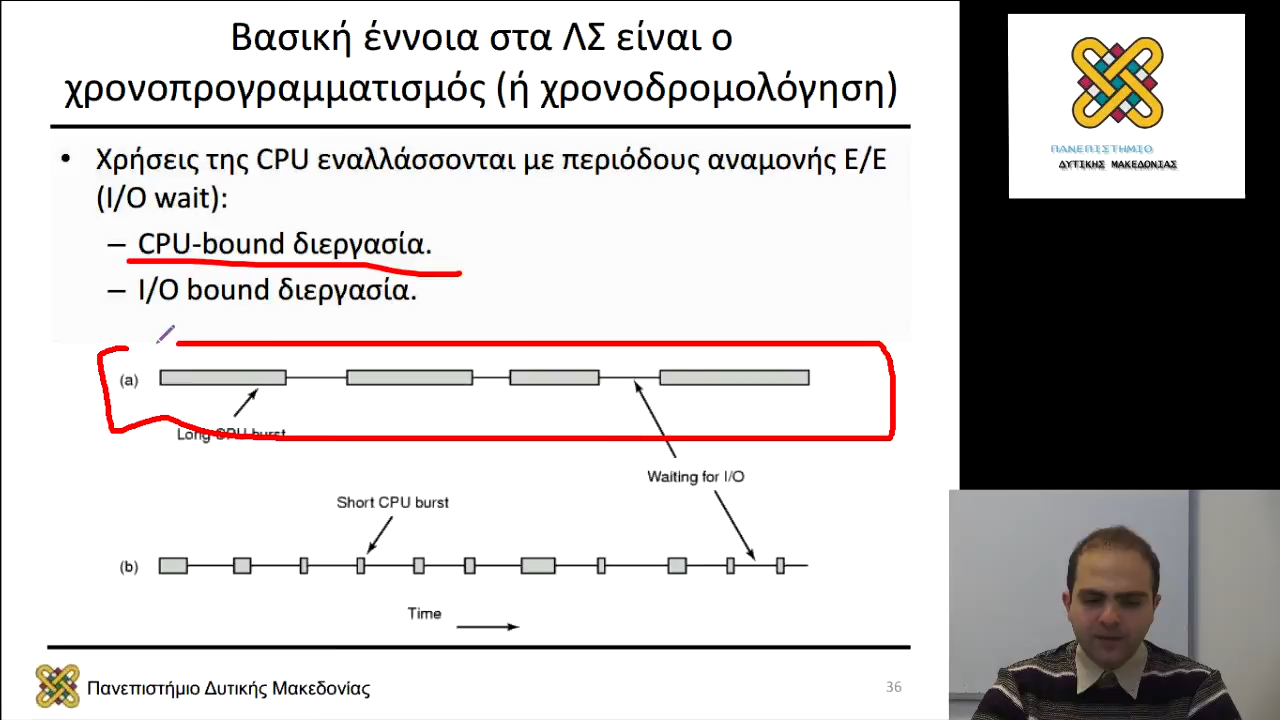 Βασική έννοια στα ΛΣ είναι ο
χρονοπρογραμματισμός (ή χρονοδρομολόγηση)
• Χρήσεις της CPU εναλλάσσονται με περιόδους αναμονής Ε/Ε
(I/O wait):
– CPU-bound διεργασία.
– I/O bound διεργασία.
(a)
Long CPU burst
Waiting for I/O
Short CPU burst
(b)
Time
Πανεπιστήμιο Δυτικής Μακεδονίας
36
ΠΑΝΕΠΙΣΤΗΜΙΟ
ΔΥΤΙΚΗΣ ΜΑΚΕΔΟΝΙΑΣ